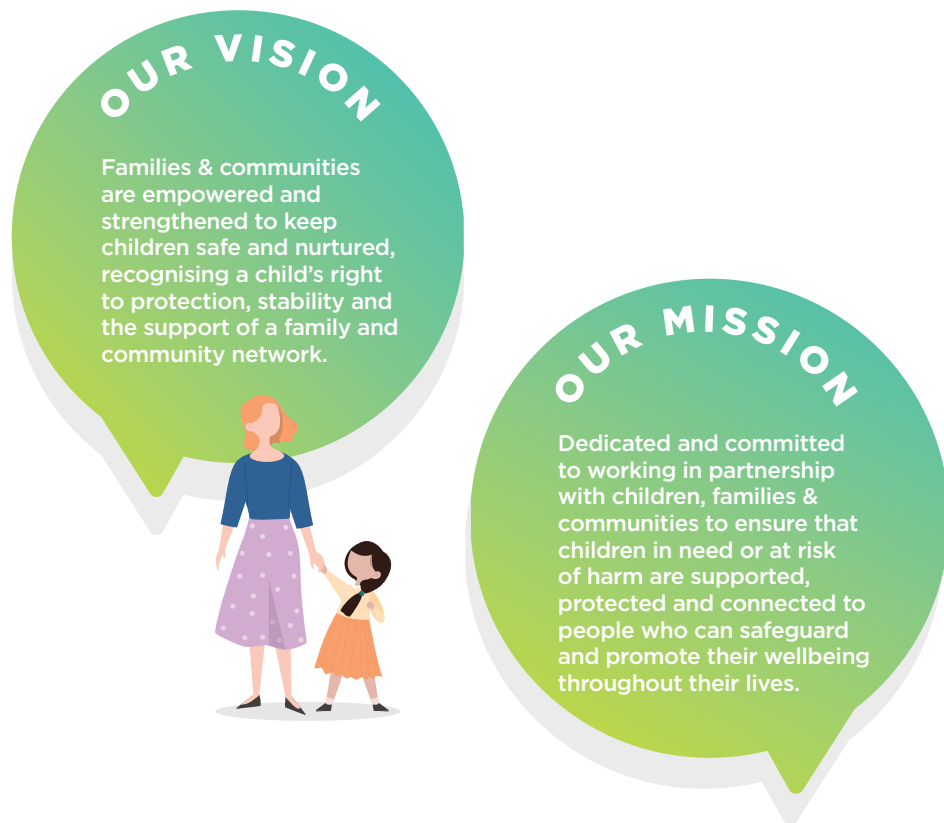 OUR VISION
Families & communities
are empowered and
strengthened to keep
children safe and nurtured,
recognising a child's right
to protection, stability and
the support of a family and
community network.
OUR MISSION
Dedicated and committed
to working in partnership
with children, families &
communities to ensure that
children in need or at risk
of harm are supported,
protected and connected to
people who can safeguard
and promote their wellbeing
throughout their lives.